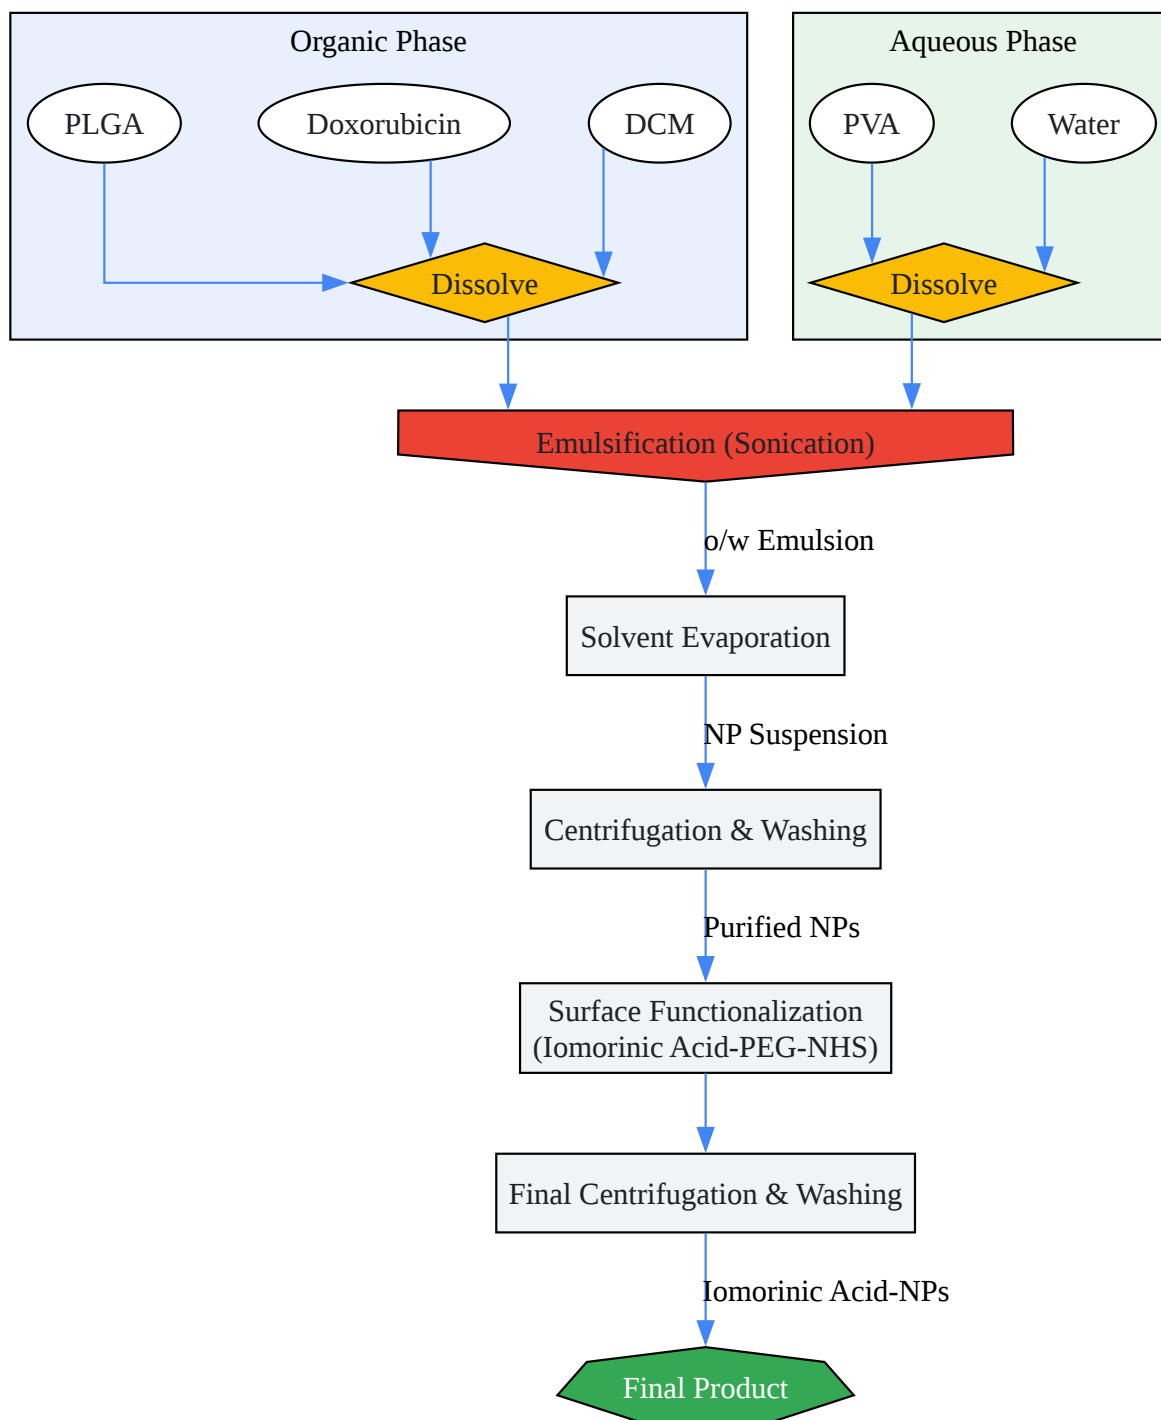 Organic Phase
Aqueous Phase
PLGA
Doxorubicin
DCM
PVA
Water
Dissolve
Dissolve
Emulsification (Sonication)
o/w Emulsion
Solvent Evaporation
NP Suspension
Centrifugation & Washing
Purified NPs
Surface Functionalization
(Iomorinic Acid-PEG-NHS)
Final Centrifugation & Washing
Iomorinic Acid-NPs
Final Product